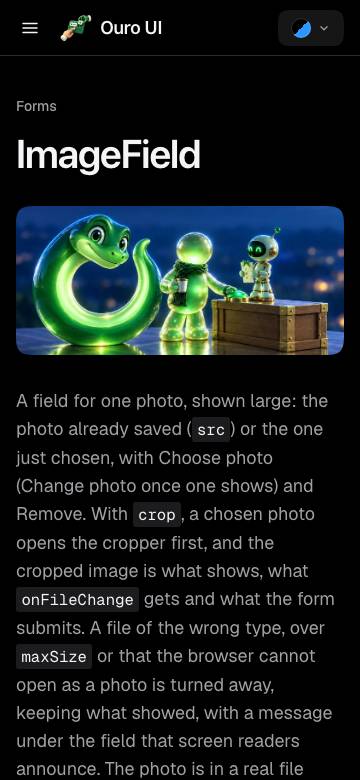 Ouro UI
Forms
ImageField
A field for one photo, shown large: the
photo already saved (src) or the one
just chosen, with Choose photo
(Change photo once one shows) and
Remove. With crop, a chosen photo
opens the cropper first, and the
cropped image is what shows, what
onFileChange gets and what the form
submits. A file of the wrong type, over
maxSize or that the browser cannot
open as a photo is turned away,
keeping what showed, with a message
under the field that screen readers
announce. The photo is in a real file